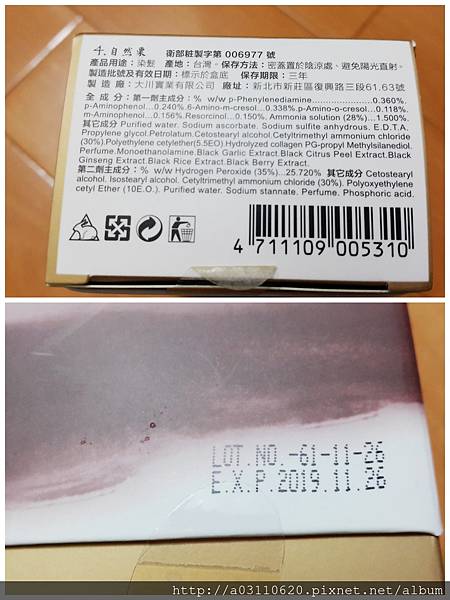 4.自然栗
衛部粧製字第 006977 號
產品用途：染髮 產地：台灣。保存方法：密蓋置於陰涼處、避免陽光直射。
製造批號及有效日期：標示於盒底 保存期限：三年
製造廠：大川實業有限公司 廠址：新北市新莊區復興路三段61.63號
全成分：第一劑主成分：% w/w p-Phenylenediamine....................0.360%.
p-Aminophenol....0.240%.6-Amino-m-cresol...0.338%.p-Amino-o-cresol...0.118%.
m-Aminophenol...0.156%.Resorcinol...0.150%. Ammonia solution (28%)...1.500%.
其它成分 Purified water. Sodium ascorbate. Sodium sulfite anhydrous. E.D.T.A.
Propylene glycol.Petrolatum.Cetostearyl alcohol.Cetyltrimethyl ammonium chloride
(30%).Polyethylene cetylether(5.5EO).Hydrolyzed collagen PG-propyl Methylsilanediol.
Perfume.Monoethanolamine.Black Garlic Extract.Black Citrus Peel Extract.Black
Ginseng Extract.Black Rice Extract.Black Berry Extract.
第二劑主成分：% w/w Hydrogen Peroxide (35%)...25.720% 其它成分 Cetostearyl
alcohol. Isostearyl alcohol. Cetyltrimethyl ammonium chloride (30%). Polyoxyethylene
cetyl Ether (10E.O.). Purified water. Sodium stannate. Perfume. Phosphoric acid.
4 711109 005310
LOT.NO.-61-11-26
E.X.P.2019.11.26
http://a03110620.pixnet.net/album